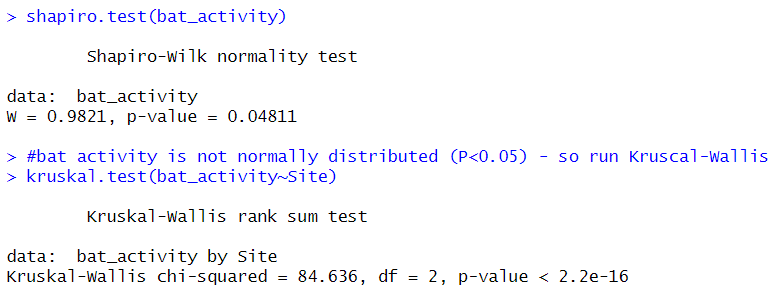 > shapiro.test(bat_activity)
Shapiro-Wilk normality test
data:  bat_activity
W = 0.9821, p-value = 0.04811
> #bat activity is not normally distributed (P<0.05) - so run Kruscal-Wallis
> kruskal.test(bat_activity~Site)
Kruskal-Wallis rank sum test
data:  bat_activity by Site
Kruskal-Wallis chi-squared = 84.636, df = 2, p-value < 2.2e-16